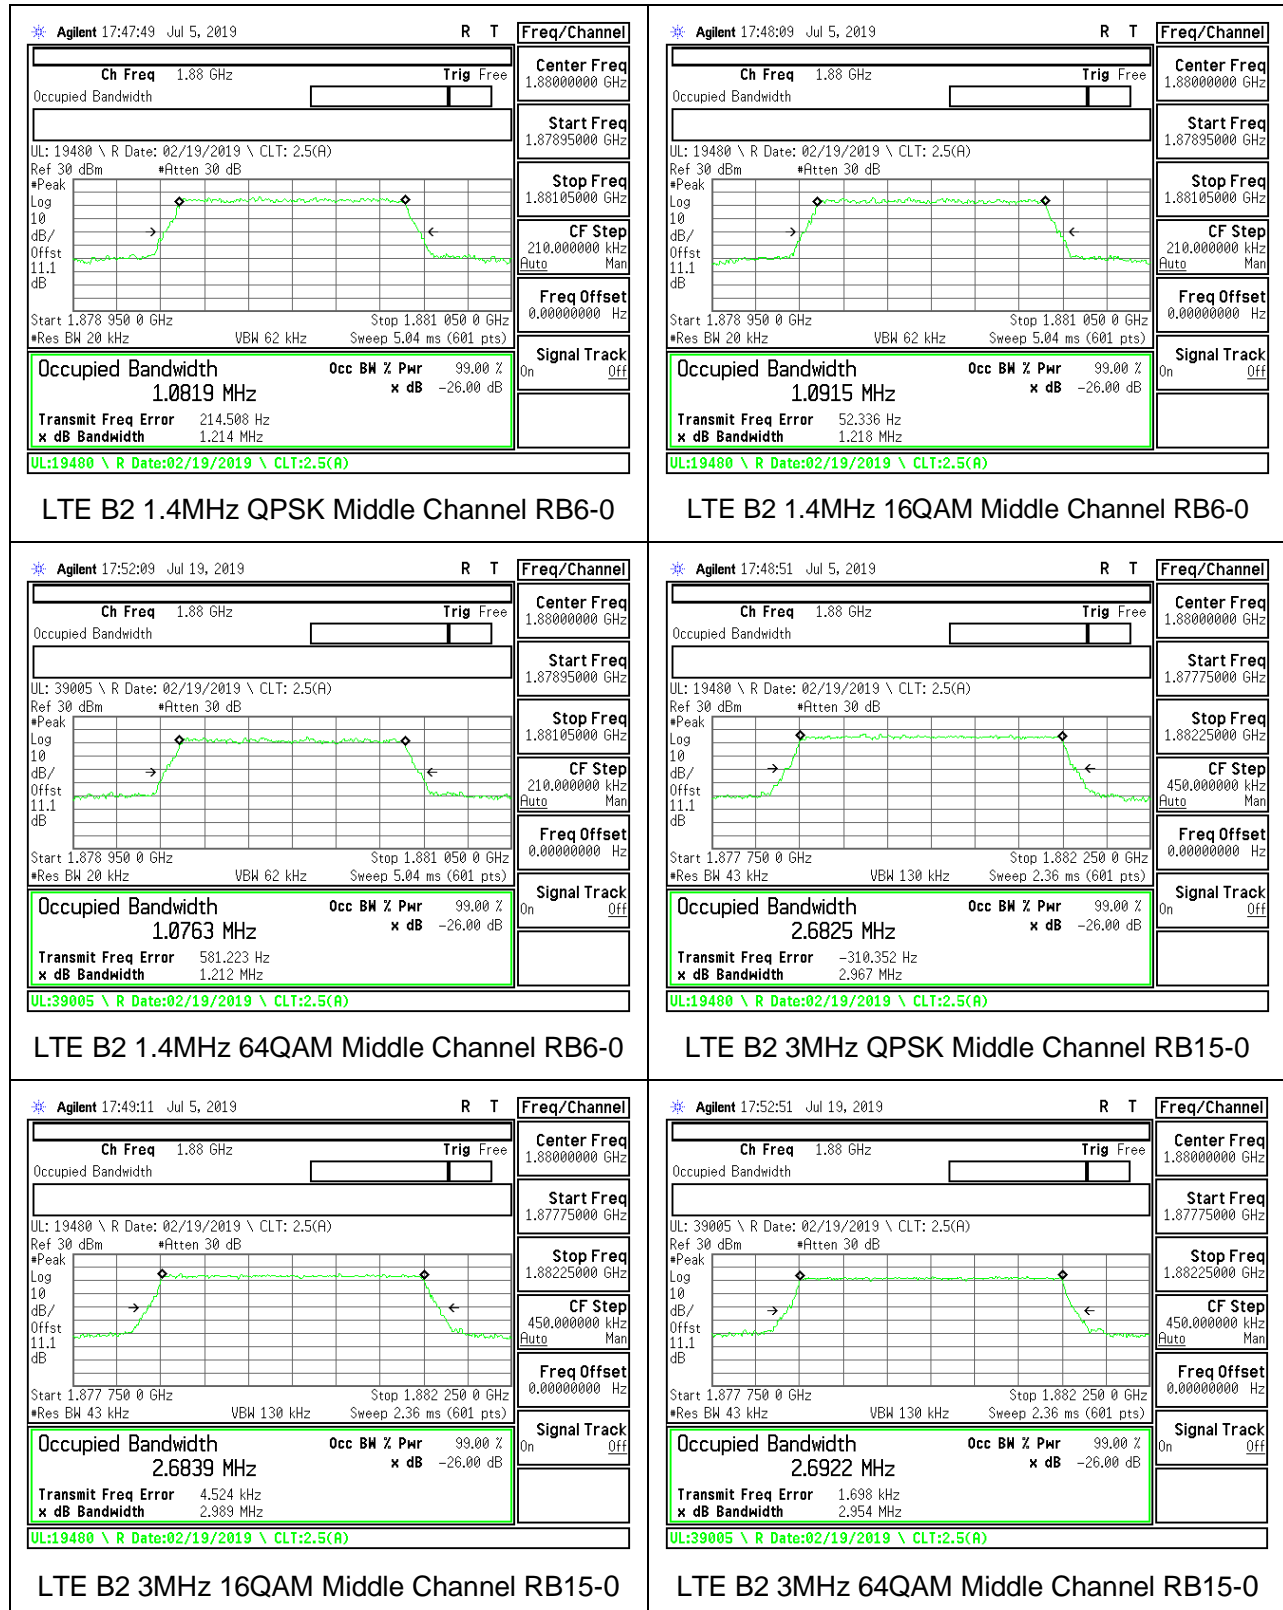 Agilent 17:47:49 Jul 5, 2019 R T Freq/Channel
Ch Freq 1.88 GHz Trig Free
Occupied Bandwidth
Center Freq
1.88000000 GHz
Start Freq
1.87895000 GHz
UL: 19480 \ R Date: 02/19/2019 \ CLT: 2.5(A)
Ref 30 dBm #Atten 30 dB
#Peak
Log
10
dB/
Offst
11.1
dB
Stop Freq
1.88105000 GHz
CF Step
210.000000 kHz
Auto Man
Freq Offset
0.00000000 Hz
Start 1.878 950 0 GHz Stop 1.881 050 0 GHz
#Res BW 20 kHz VBW 62 kHz Sweep 5.04 ms (601 pts)
Signal Track
On Off
Occupied Bandwidth Occ BW % Pwr 99.00 %
1.0819 MHz x dB -26.00 dB
Transmit Freq Error 214.508 Hz
x dB Bandwidth 1.214 MHz
UL:19480 \ R Date:02/19/2019 \ CLT:2.5(A)
LTE B2 1.4MHz QPSK Middle Channel RB6-0
Agilent 17:48:09 Jul 5, 2019 R T Freq/Channel
Ch Freq 1.88 GHz Trig Free
Occupied Bandwidth
Center Freq
1.88000000 GHz
Start Freq
1.87895000 GHz
UL: 19480 \ R Date: 02/19/2019 \ CLT: 2.5(A)
Ref 30 dBm #Atten 30 dB
#Peak
Log
10
dB/
Offst
11.1
dB
Stop Freq
1.88105000 GHz
CF Step
210.000000 kHz
Auto Man
Freq Offset
0.00000000 Hz
Start 1.878 950 0 GHz Stop 1.881 050 0 GHz
#Res BW 20 kHz VBW 62 kHz Sweep 5.04 ms (601 pts)
Signal Track
On Off
Occupied Bandwidth Occ BW % Pwr 99.00 %
1.0915 MHz x dB -26.00 dB
Transmit Freq Error 52.336 Hz
x dB Bandwidth 1.218 MHz
UL:19480 \ R Date:02/19/2019 \ CLT:2.5(A)
LTE B2 1.4MHz 16QAM Middle Channel RB6-0
Agilent 17:52:09 Jul 19, 2019 R T Freq/Channel
Ch Freq 1.88 GHz Trig Free
Occupied Bandwidth
Center Freq
1.88000000 GHz
Start Freq
1.87895000 GHz
UL: 39005 \ R Date: 02/19/2019 \ CLT: 2.5(A)
Ref 30 dBm #Atten 30 dB
#Peak
Log
10
dB/
Offst
11.1
dB
Stop Freq
1.88105000 GHz
CF Step
210.000000 kHz
Auto Man
Freq Offset
0.00000000 Hz
Start 1.878 950 0 GHz Stop 1.881 050 0 GHz
#Res BW 20 kHz VBW 62 kHz Sweep 5.04 ms (601 pts)
Signal Track
On Off
Occupied Bandwidth Occ BW % Pwr 99.00 %
1.0763 MHz x dB -26.00 dB
Transmit Freq Error 581.223 Hz
x dB Bandwidth 1.212 MHz
UL:39005 \ R Date:02/19/2019 \ CLT:2.5(A)
LTE B2 1.4MHz 64QAM Middle Channel RB6-0
Agilent 17:48:51 Jul 5, 2019 R T Freq/Channel
Ch Freq 1.88 GHz Trig Free
Occupied Bandwidth
Center Freq
1.88000000 GHz
Start Freq
1.87775000 GHz
UL: 19480 \ R Date: 02/19/2019 \ CLT: 2.5(A)
Ref 30 dBm #Atten 30 dB
#Peak
Log
10
dB/
Offst
11.1
dB
Stop Freq
1.88225000 GHz
CF Step
450.000000 kHz
Auto Man
Freq Offset
0.00000000 Hz
Start 1.877 750 0 GHz Stop 1.882 250 0 GHz
#Res BW 43 kHz VBW 130 kHz Sweep 2.36 ms (601 pts)
Signal Track
On Off
Occupied Bandwidth Occ BW % Pwr 99.00 %
2.6825 MHz x dB -26.00 dB
Transmit Freq Error -310.352 Hz
x dB Bandwidth 2.967 MHz
UL:19480 \ R Date:02/19/2019 \ CLT:2.5(A)
LTE B2 3MHz QPSK Middle Channel RB15-0
Agilent 17:49:11 Jul 5, 2019 R T Freq/Channel
Ch Freq 1.88 GHz Trig Free
Occupied Bandwidth
Center Freq
1.88000000 GHz
Start Freq
1.87775000 GHz
UL: 19480 \ R Date: 02/19/2019 \ CLT: 2.5(A)
Ref 30 dBm #Atten 30 dB
#Peak
Log
10
dB/
Offst
11.1
dB
Stop Freq
1.88225000 GHz
CF Step
450.000000 kHz
Auto Man
Freq Offset
0.00000000 Hz
Start 1.877 750 0 GHz Stop 1.882 250 0 GHz
#Res BW 43 kHz VBW 130 kHz Sweep 2.36 ms (601 pts)
Signal Track
On Off
Occupied Bandwidth Occ BW % Pwr 99.00 %
2.6839 MHz x dB -26.00 dB
Transmit Freq Error 4.524 kHz
x dB Bandwidth 2.989 MHz
UL:19480 \ R Date:02/19/2019 \ CLT:2.5(A)
LTE B2 3MHz 16QAM Middle Channel RB15-0
Agilent 17:52:51 Jul 19, 2019 R T Freq/Channel
Ch Freq 1.88 GHz Trig Free
Occupied Bandwidth
Center Freq
1.88000000 GHz
Start Freq
1.87775000 GHz
UL: 39005 \ R Date: 02/19/2019 \ CLT: 2.5(A)
Ref 30 dBm #Atten 30 dB
#Peak
Log
10
dB/
Offst
11.1
dB
Stop Freq
1.88225000 GHz
CF Step
450.000000 kHz
Auto Man
Freq Offset
0.00000000 Hz
Start 1.877 750 0 GHz Stop 1.882 250 0 GHz
#Res BW 43 kHz VBW 130 kHz Sweep 2.36 ms (601 pts)
Signal Track
On Off
Occupied Bandwidth Occ BW % Pwr 99.00 %
2.6922 MHz x dB -26.00 dB
Transmit Freq Error 1.698 kHz
x dB Bandwidth 2.954 MHz
UL:39005 \ R Date:02/19/2019 \ CLT:2.5(A)
LTE B2 3MHz 64QAM Middle Channel RB15-0